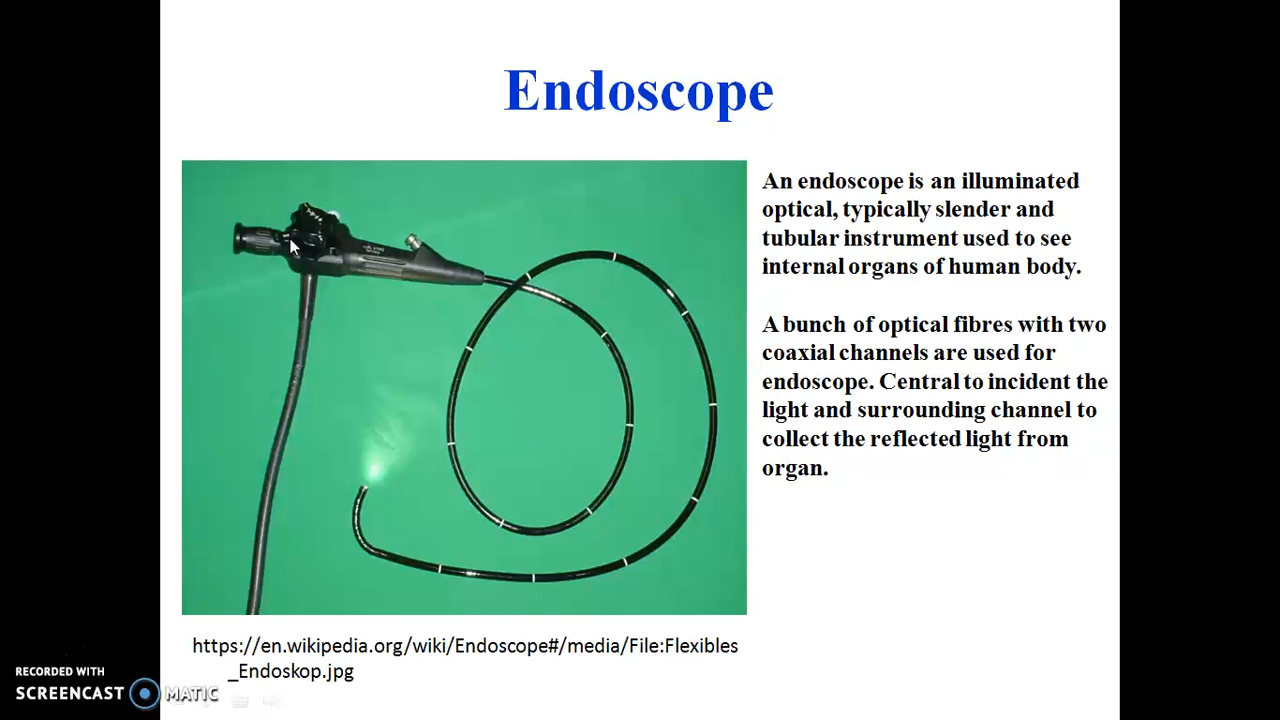 Endoscope
An endoscope is an illuminated
optical, typically slender and
tubular instrument used to see
internal organs of human body.
A bunch of optical fibres with two
coaxial channels are used for
endoscope. Central to incident the
light and surrounding channel to
collect the reflected light from
organ.
https://en.wikipedia.org/wiki/Endoscope#/media/File:Flexibles
_Endoskop.jpg
RECORDED WITH
SCREENCAST MATIC